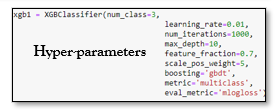 xgb1 = XGBClassifier(num_class=3,
learning_rate=0.01,
num_iterations=1000,
max_depth=10,
feature_fraction=0.7,
scale_pos_weight=5,
boosting='gbdt',
metric='multiclass',
eval_metric='mlogloss')
Hyper-parameters